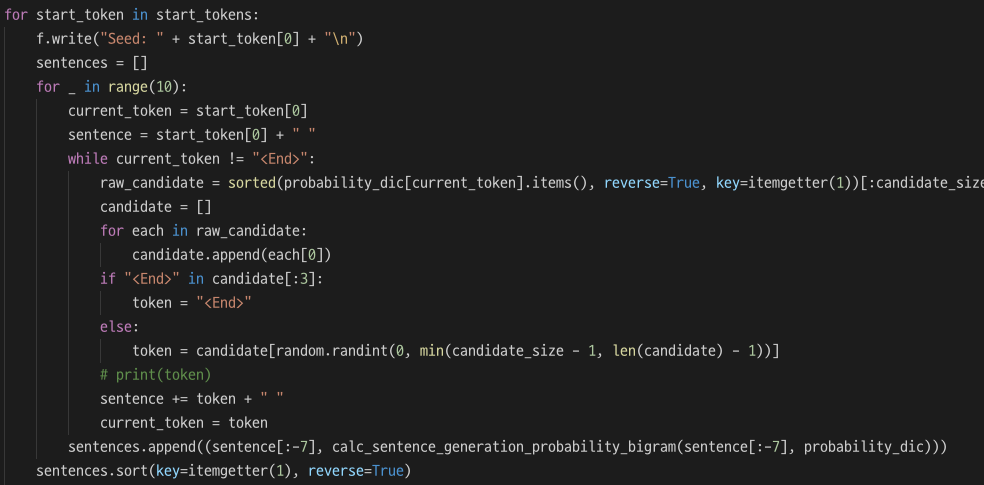 for start_token in start_tokens:
    f.write("Seed: " + start_token[0] + "\n")
    sentences = []
    for _ in range(10):
        current_token = start_token[0]
        sentence = start_token[0] + " "
        while current_token != "<End>":
            raw_candidate = sorted(probability_dic[current_token].items(), reverse=True, key=itemgetter(1))[:candidate_size
            candidate = []
            for each in raw_candidate:
                candidate.append(each[0])
            if "<End>" in candidate[:3]:
                token = "<End>"
            else:
                token = candidate[random.randint(0, min(candidate_size - 1, len(candidate) - 1))]
            # print(token)
            sentence += token + " "
            current_token = token
        sentences.append((sentence[:-7], calc_sentence_generation_probability_bigram(sentence[:-7], probability_dic)))
    sentences.sort(key=itemgetter(1), reverse=True)